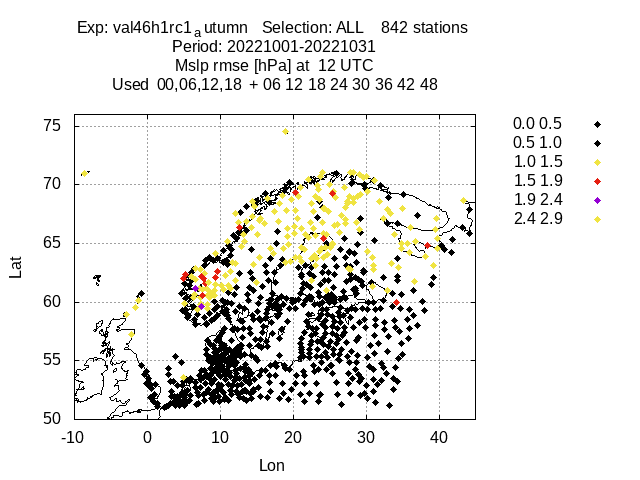 Exp: val46h1rc1autumn   Selection: ALL    842 stations
Period: 20221001-20221031
Mslp rmse [hPa] at  12 UTC
Used  00,06,12,18  + 06 12 18 24 30 36 42 48
75
70
65
60
55
50
-10 0 10 20 30 40
Lat
Lon
0.0 0.5
0.5 1.0
1.0 1.5
1.5 1.9
1.9 2.4
2.4 2.9